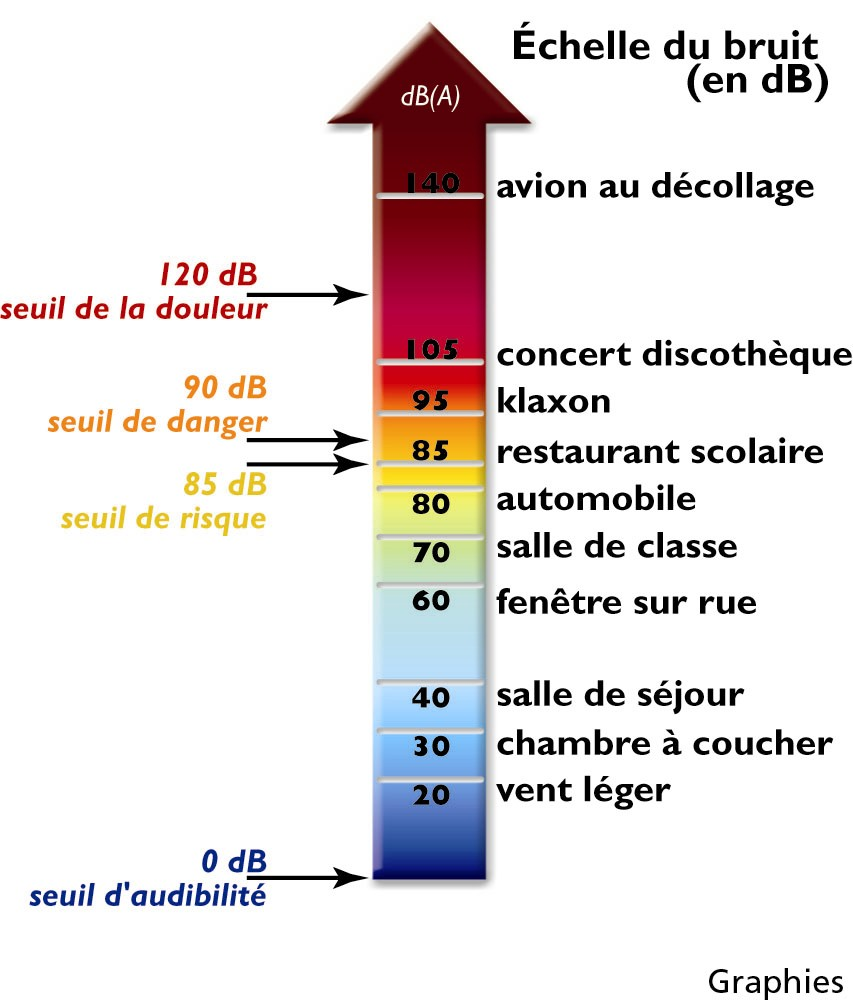 Échelle du bruit
(en dB)
dB(A)
140 avion au décollage
120 dB
seuil de la douleur
105 concert discothèque
90 dB
seuil de danger
95 klaxon
85 restaurant scolaire
85 dB
seuil de risque
80 automobile
70 salle de classe
60 fenêtre sur rue
40 salle de séjour
30 chambre à coucher
20 vent léger
0 dB
seuil d'audibilité
Graphies